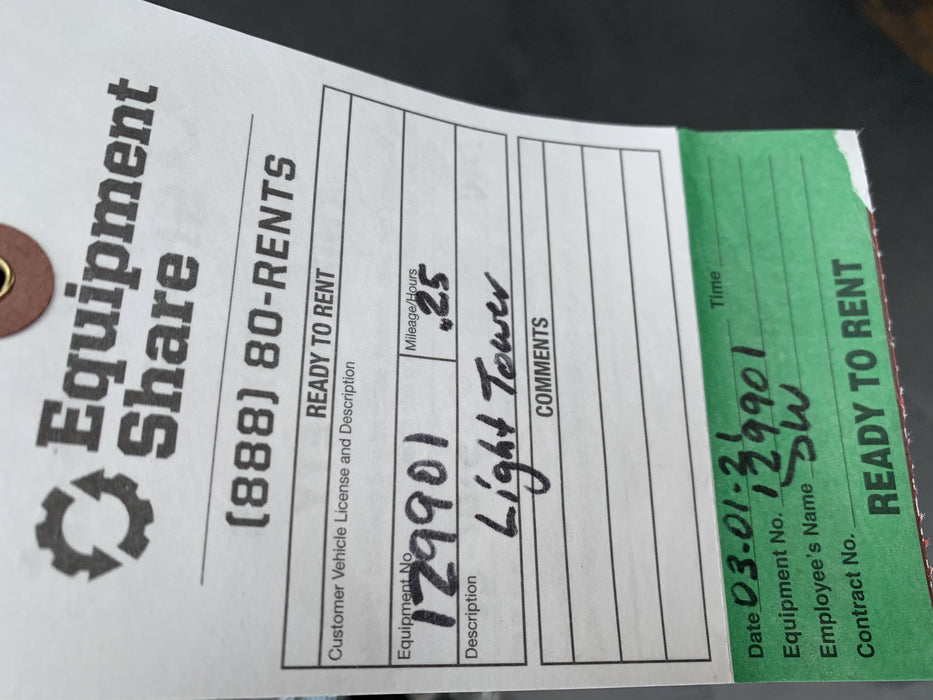 Equipment
Share
(888) 80-RENTS
READY TO RENT
Customer Vehicle License and Description
Equipment No. Mileage/Hours
129901 .25
Description
Light Tower
COMMENTS
Date 03-01-21 Time
Equipment No. 129901
Employee's Name DW
Contract No.
READY TO RENT